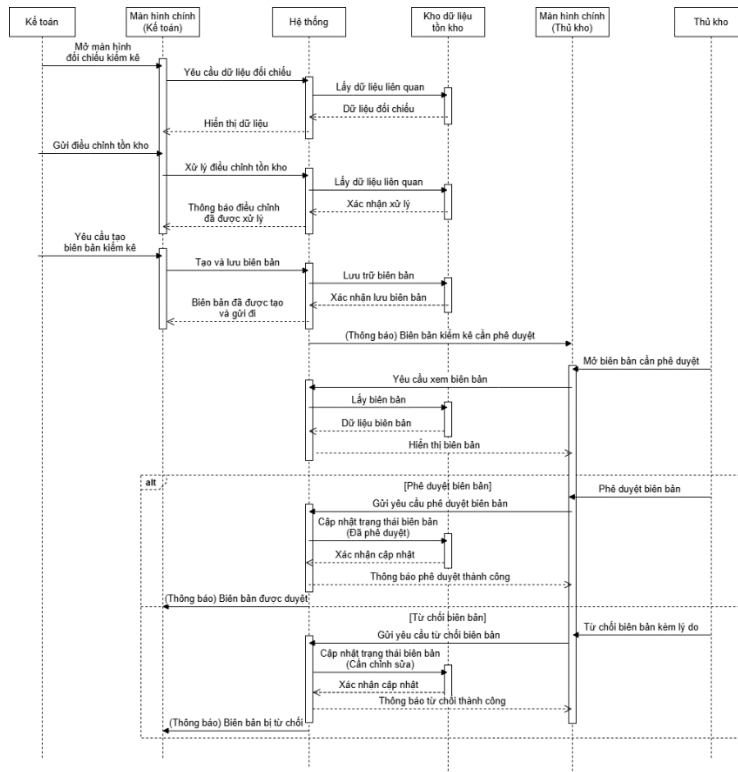 Kế toán
Màn hình chính
(Kế toán)
Hệ thống
Kho dữ liệu
tồn kho
Màn hình chính
(Thủ kho)
Thủ kho
Mở màn hình
đối chiếu kiểm kê
Yêu cầu dữ liệu đối chiếu
Lấy dữ liệu liên quan
Dữ liệu đối chiếu
Hiển thị dữ liệu
Gửi điều chỉnh tồn kho
Xử lý điều chỉnh tồn kho
Lấy dữ liệu liên quan
Xác nhận xử lý
Thông báo điều chỉnh
đã được xử lý
Yêu cầu tạo
biên bản kiểm kê
Tạo và lưu biên bản
Lưu trữ biên bản
Xác nhận lưu biên bản
Biên bản đã được tạo
và gửi đi
(Thông báo) Biên bản kiểm kê cần phê duyệt
Mở biên bản cần phê duyệt
Yêu cầu xem biên bản
Lấy biên bản
Dữ liệu biên bản
Hiển thị biên bản
alt
[Phê duyệt biên bản]
Phê duyệt biên bản
Gửi yêu cầu phê duyệt biên bản
Cập nhật trạng thái biên bản
(Đã phê duyệt)
Xác nhận cập nhật
Thông báo phê duyệt thành công
(Thông báo) Biên bản được duyệt
[Từ chối biên bản]
Từ chối biên bản kèm lý do
Gửi yêu cầu từ chối biên bản
Cập nhật trạng thái biên bản
(Cần chỉnh sửa)
Xác nhận cập nhật
Thông báo từ chối thành công
(Thông báo) Biên bản bị từ chối